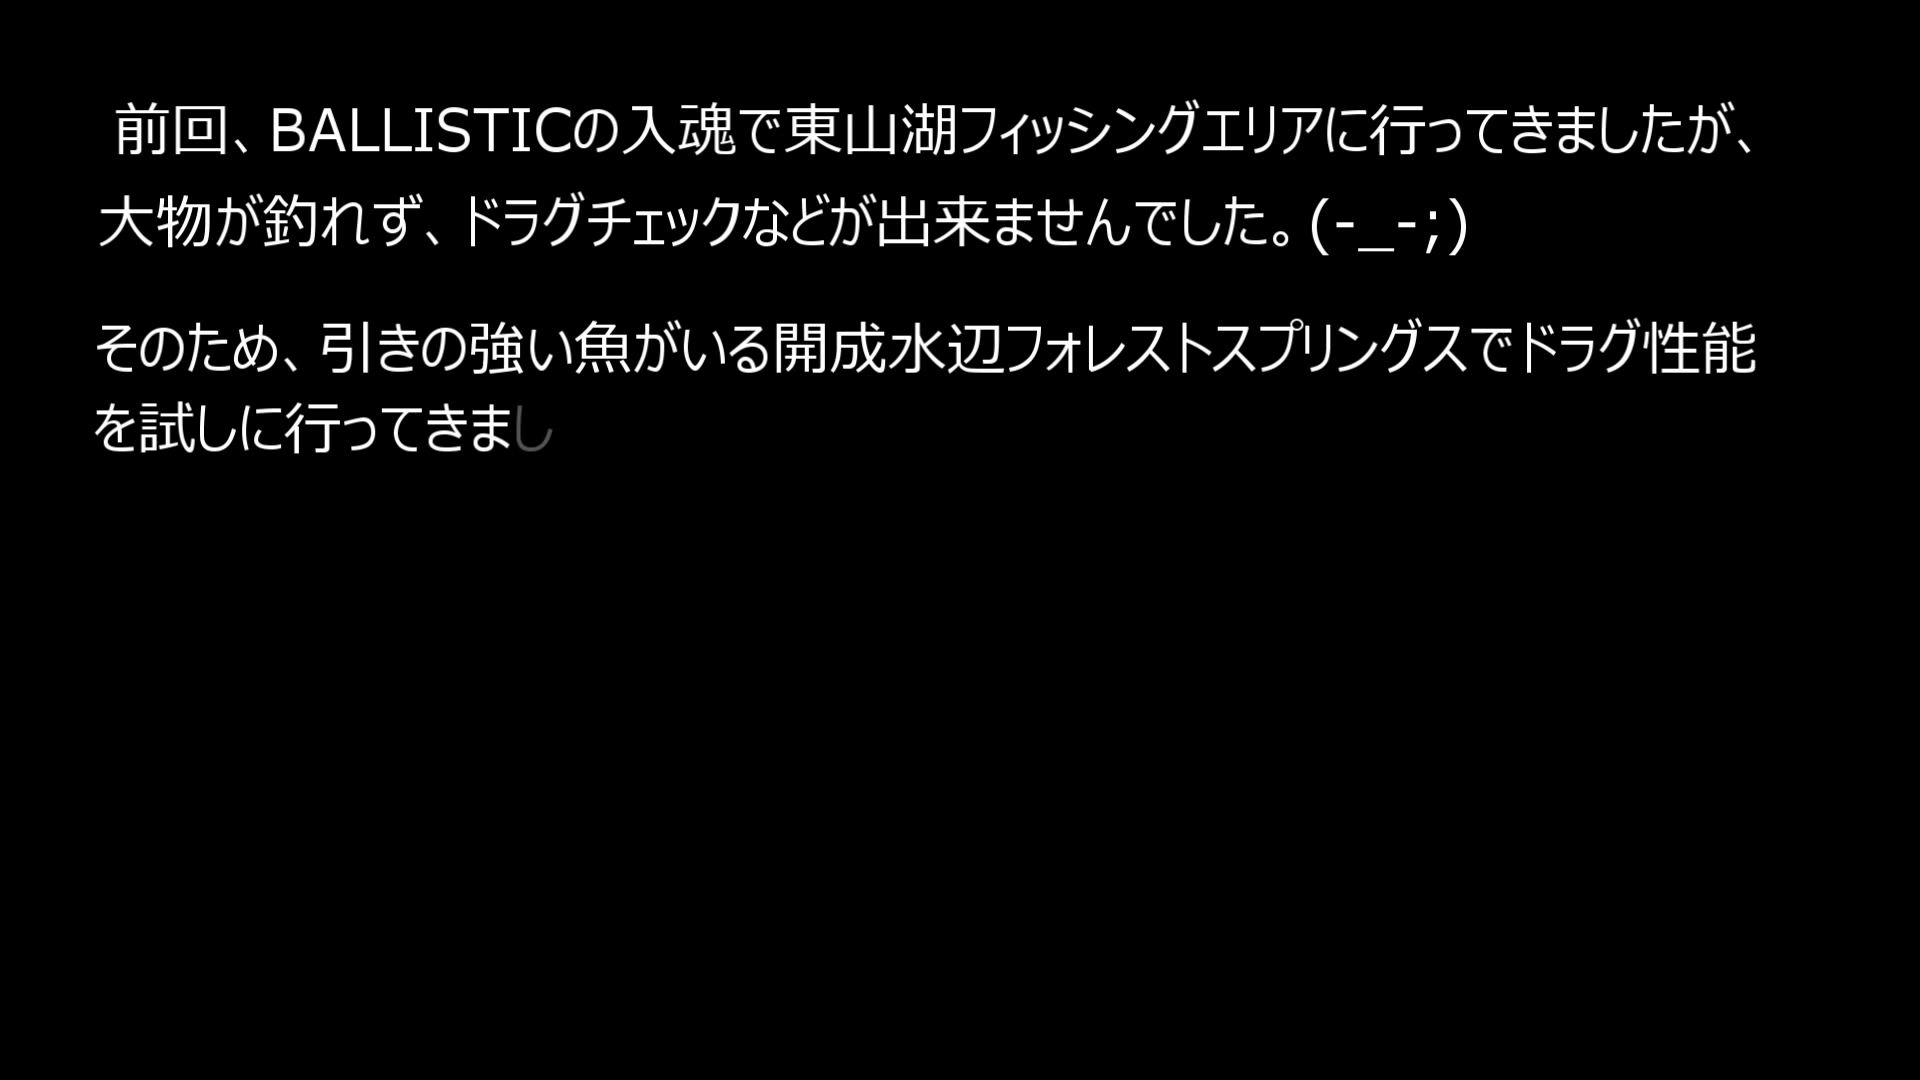 前回、BALLISTICの入魂で東山湖フィッシングエリアに行ってきましたが、
大物が釣れず、ドラグチェックなどが出来ませんでした。(-_-;)
そのため、引きの強い魚がいる開成水辺フォレストスプリングスでドラグ性能
を試しに行ってきまし